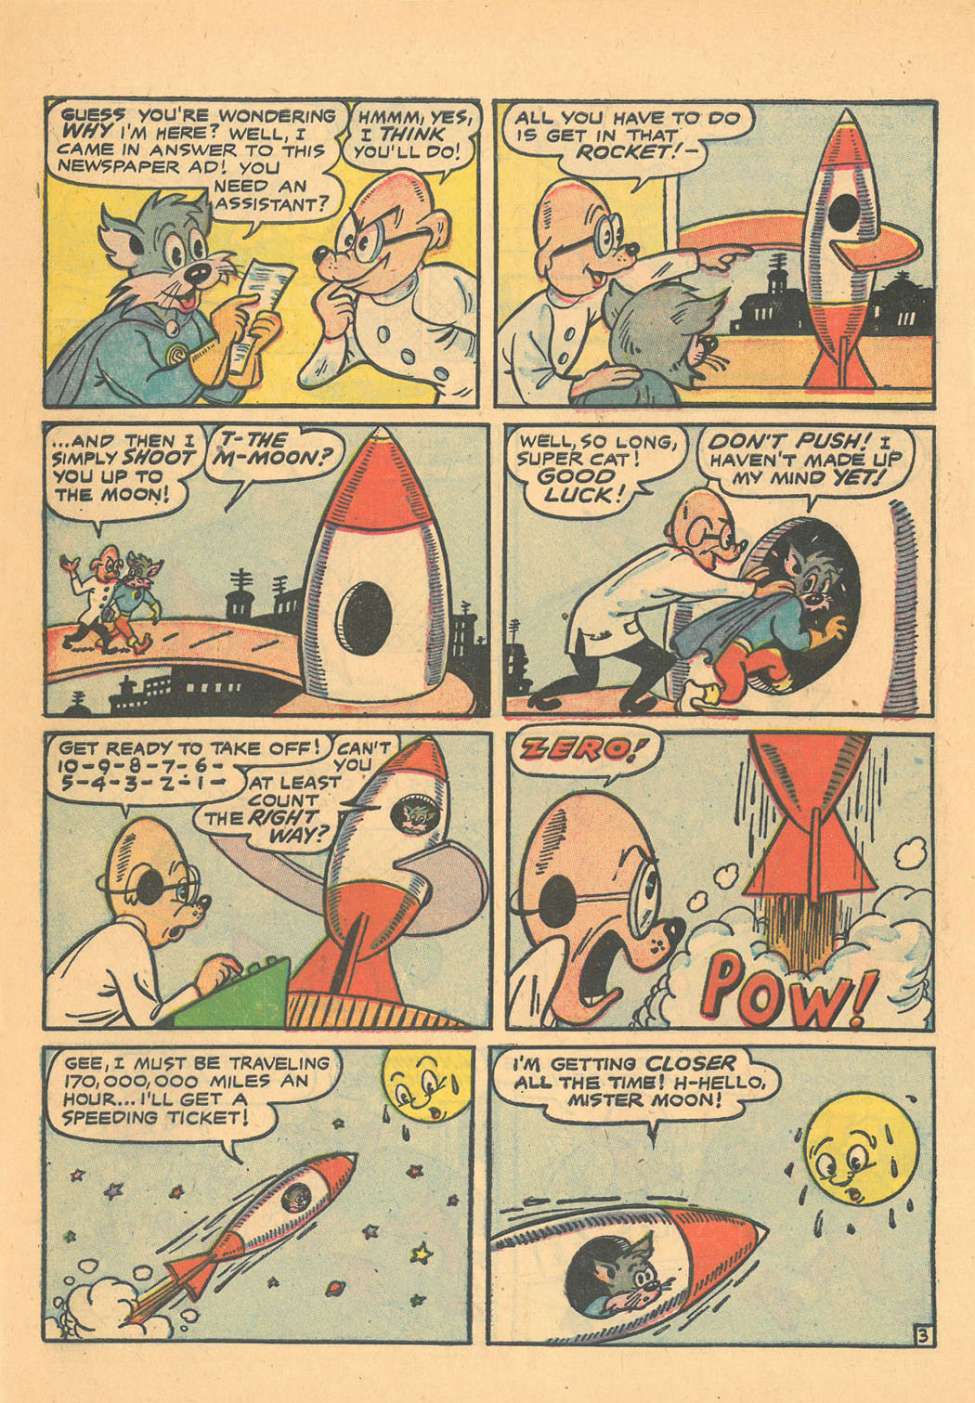 GUESS YOU'RE WONDERING
WHY I'M HERE? WELL, I
CAME IN ANSWER TO THIS
NEWSPAPER AD! YOU
NEED AN
ASSISTANT?
HMMM, YES,
I THINK
YOU'LL DO!
ALL YOU HAVE TO DO
IS GET IN THAT
ROCKET!-
...AND THEN I
SIMPLY SHOOT
YOU UP TO
THE MOON!
T-THE
M-MOON?
WELL, SO LONG,
SUPER CAT!
GOOD
LUCK!
DON'T PUSH! I
HAVEN'T MADE UP
MY MIND YET!
GET READY TO TAKE OFF!
10-9-8-7-6-
5-4-3-2-1-
CAN'T
YOU
AT LEAST
COUNT
THE RIGHT
WAY?
ZERO!
POW!
GEE, I MUST BE TRAVELING
170,000,000 MILES AN
HOUR... I'LL GET A
SPEEDING TICKET!
I'M GETTING CLOSER
ALL THE TIME! H-HELLO,
MISTER MOON!
3